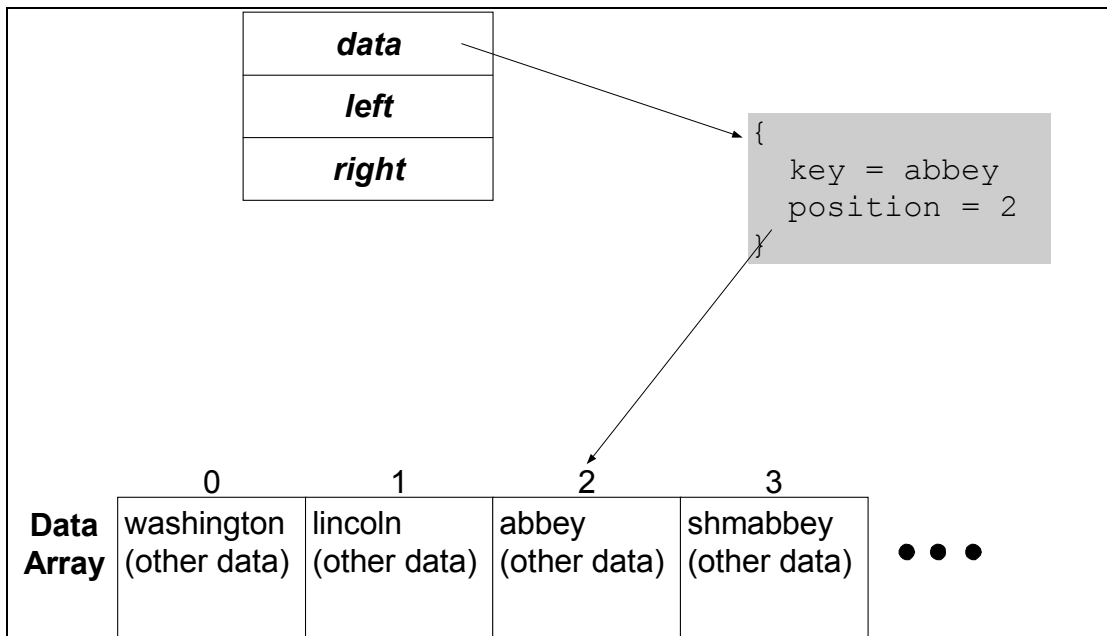 data
left
right
{
key = abbey
position = 2
}
0 1 2 3
Data Array
washington (other data)
lincoln (other data)
abbey (other data)
shmabbey (other data)